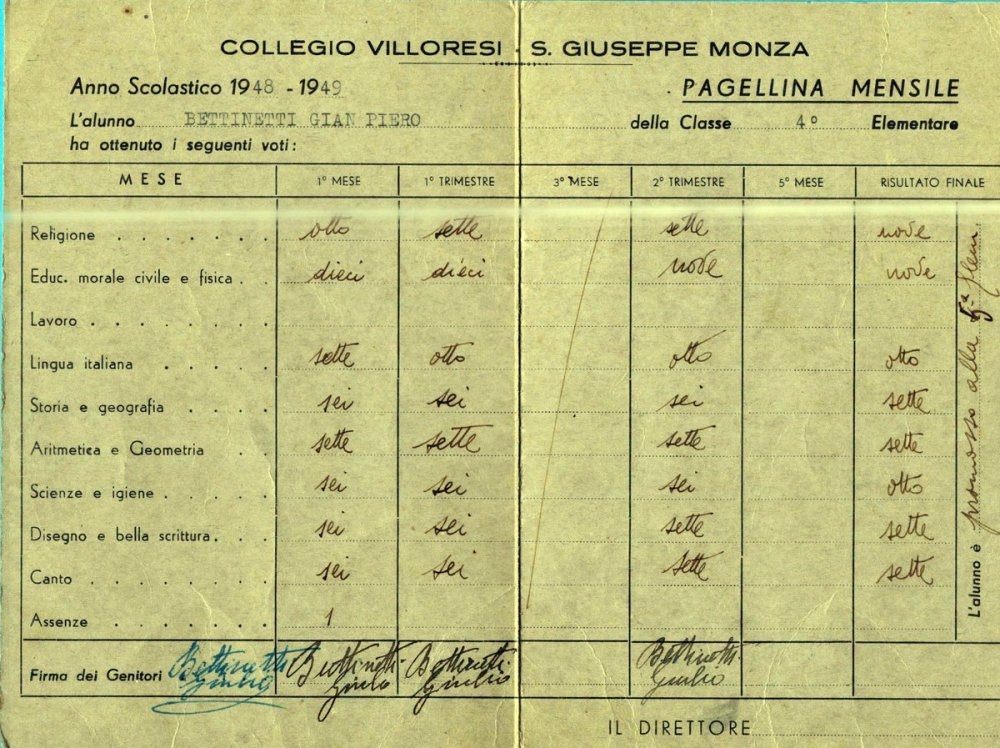 COLLEGIO VILLORESI - S. GIUSEPPE MONZA
Anno Scolastico 1948 - 1949 PAGELLINA MENSILE
L'alunno BETTINETTI GIAN PIERO della Classe 4° Elementare
ha ottenuto i seguenti voti:
MESE 1° MESE 1° TRIMESTRE 3° MESE 2° TRIMESTRE 5° MESE RISULTATO FINALE
Religione . . . . . . . otto sette sette nove
Educ. morale civile e fisica . . dieci dieci nove nove
Lavoro . . . . . . . .
Lingua italiana . . . . . sette otto otto otto
Storia e geografia . . . . sei sei sei sette
Aritmetica e Geometria . . sette sette sette sette
Scienze e igiene . . . . . sei sei sei otto
Disegno e bella scrittura . . . sei sei sette sette
Canto . . . . . . . . sei sei sette sette
Assenze . . . . . . . 1
L'alunno è promosso alla 5ª
Firma dei Genitori Bettinetti Giulio Bettinetti Giulio Bettinetti Giulio Bettinetti Giulio
IL DIRETTORE